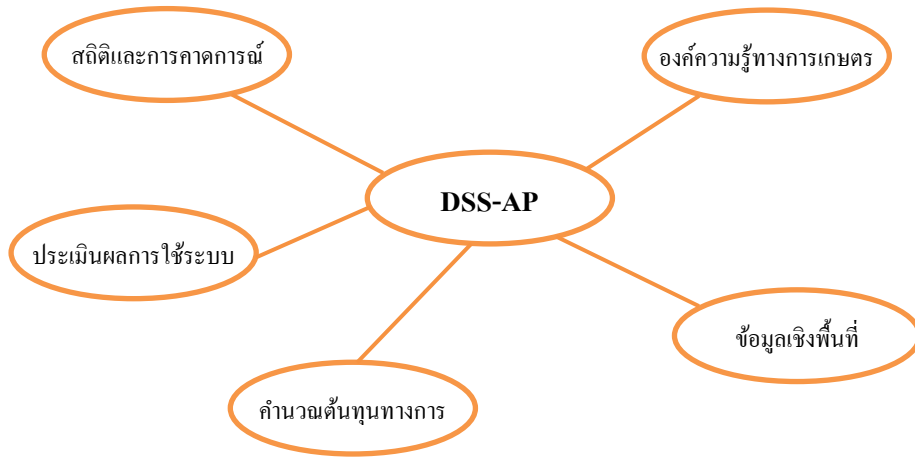 สถิติและการคาดการณ์
องค์ความรู้ทางการเกษตร
DSS-AP
ประเมินผลการใช้ระบบ
ข้อมูลเชิงพื้นที่
คำนวณต้นทุนทางการ